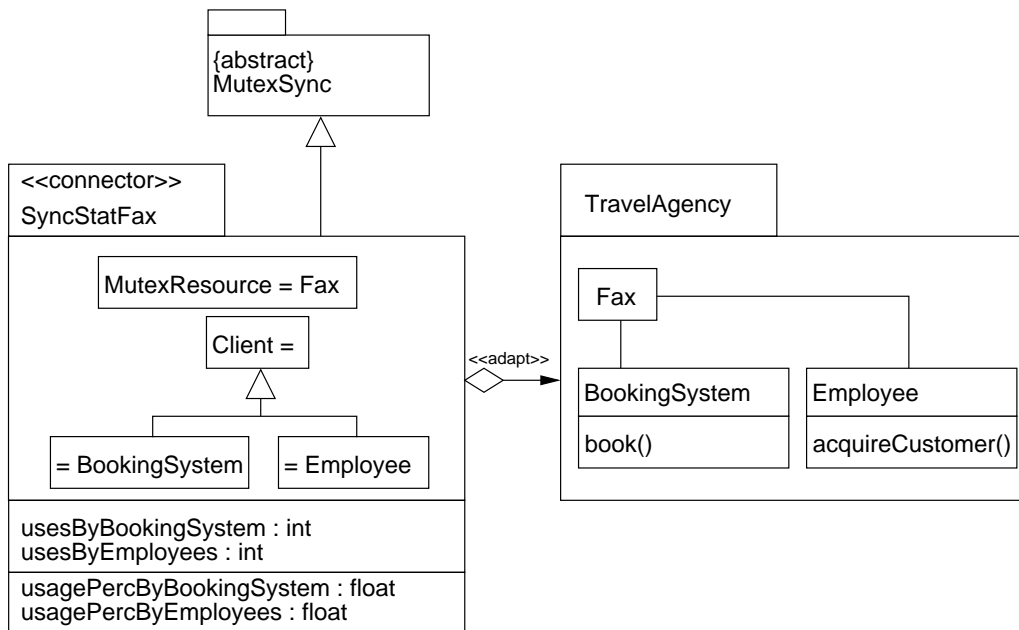 {abstract}
MutexSync
<<connector>>
SyncStatFax
MutexResource = Fax
Client =
= BookingSystem
= Employee
usesByBookingSystem : int
usesByEmployees : int
usagePercByBookingSystem : float
usagePercByEmployees : float
<<adapt>>
TravelAgency
Fax
BookingSystem
book()
Employee
acquireCustomer()